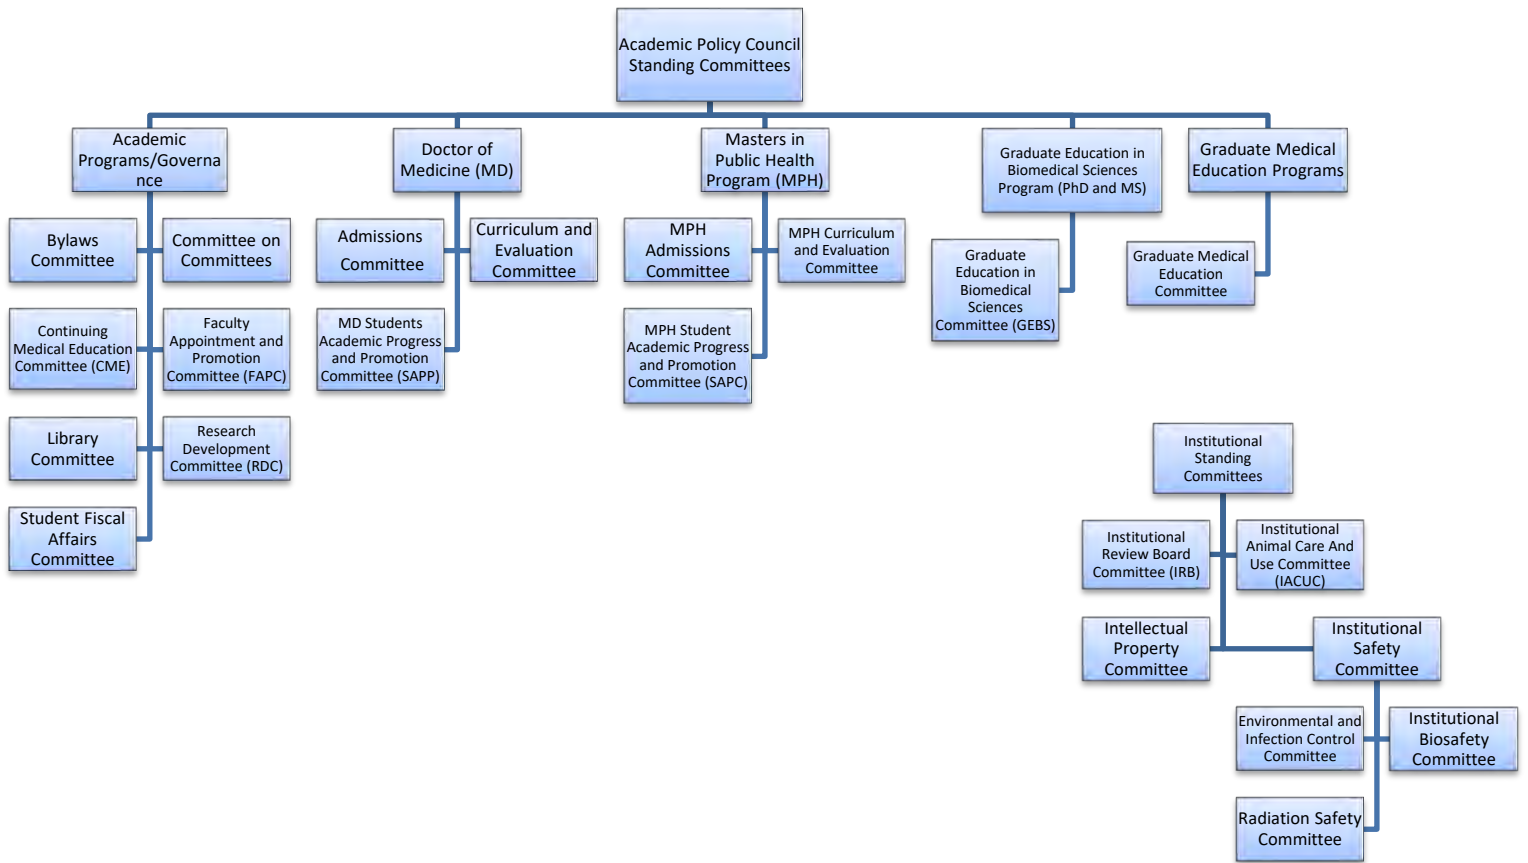 Academic Policy Council
Standing Committees
Academic
Programs/Governa
nce
Doctor of
Medicine (MD)
Masters in
Public Health
Program (MPH)
Graduate Education in
Biomedical Sciences
Program (PhD and MS)
Graduate Medical
Education Programs
Bylaws
Committee
Committee on
Committees
Admissions
Committee
Curriculum and
Evaluation
Committee
MPH
Admissions
Committee
MPH Curriculum
and Evaluation
Committee
Graduate
Education in
Biomedical
Sciences
Committee (GEBS)
Graduate Medical
Education
Committee
Continuing
Medical Education
Committee (CME)
Faculty
Appointment and
Promotion
Committee (FAPC)
MD Students
Academic Progress
and Promotion
Committee (SAPP)
MPH Student
Academic Progress
and Promotion
Committee (SAPC)
Library
Committee
Research
Development
Committee (RDC)
Student Fiscal
Affairs
Committee
Institutional
Standing
Committees
Institutional
Review Board
Committee (IRB)
Institutional
Animal Care And
Use Committee
(IACUC)
Intellectual
Property
Committee
Institutional
Safety
Committee
Environmental and
Infection Control
Committee
Institutional
Biosafety
Committee
Radiation Safety
Committee